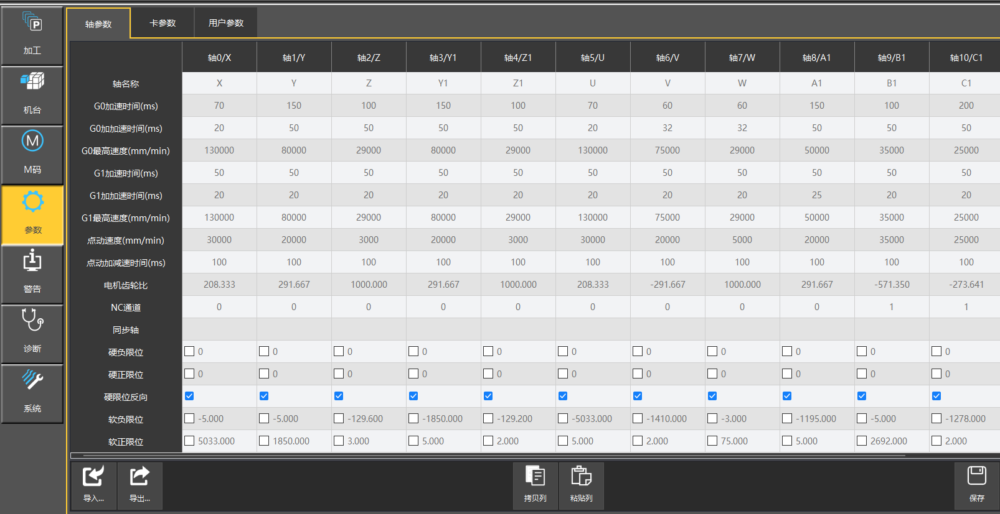 加工
机台
M
M码
参数
警告
诊断
系统
轴参数 卡参数 用户参数
轴0/X 轴1/Y 轴2/Z 轴3/Y1 轴4/Z1 轴5/U 轴6/V 轴7/W 轴8/A1 轴9/B1 轴10/C1
轴名称 X Y Z Y1 Z1 U V W A1 B1 C1
G0加速时间(ms) 70 150 100 150 100 70 60 60 150 100 200
G0加加速时间(ms) 20 50 50 50 50 20 32 32 50 50 50
G0最高速度(mm/min) 130000 80000 29000 80000 29000 130000 75000 29000 50000 35000 25000
G1加速时间(ms) 50 50 50 50 50 50 50 50 50 50 50
G1加加速时间(ms) 20 20 20 20 20 20 20 20 25 20 20
G1最高速度(mm/min) 130000 80000 29000 80000 29000 130000 75000 29000 50000 35000 25000
点动速度(mm/min) 30000 20000 3000 20000 3000 30000 20000 5000 20000 35000 25000
点动加减速时间(ms) 100 100 100 100 100 100 100 100 100 100 100
电机齿轮比 208.333 291.667 1000.000 291.667 1000.000 208.333 -291.667 1000.000 291.667 -571.350 -273.641
NC通道 0 0 0 0 0 0 0 0 0 1 1
同步轴
硬负限位 0 0 0 0 0 0 0 0 0 0 0
硬正限位 0 0 0 0 0 0 0 0 0 0 0
硬限位反向
软负限位 -5.000 -5.000 -129.600 -1850.000 -129.200 -5033.000 -1410.000 -3.000 -1195.000 -5.000 -1278.000
软正限位 5033.000 1850.000 3.000 5.000 2.000 5.000 2.000 75.000 5.000 2692.000 2.000
导入... 导出... 拷贝列 粘贴列 保存